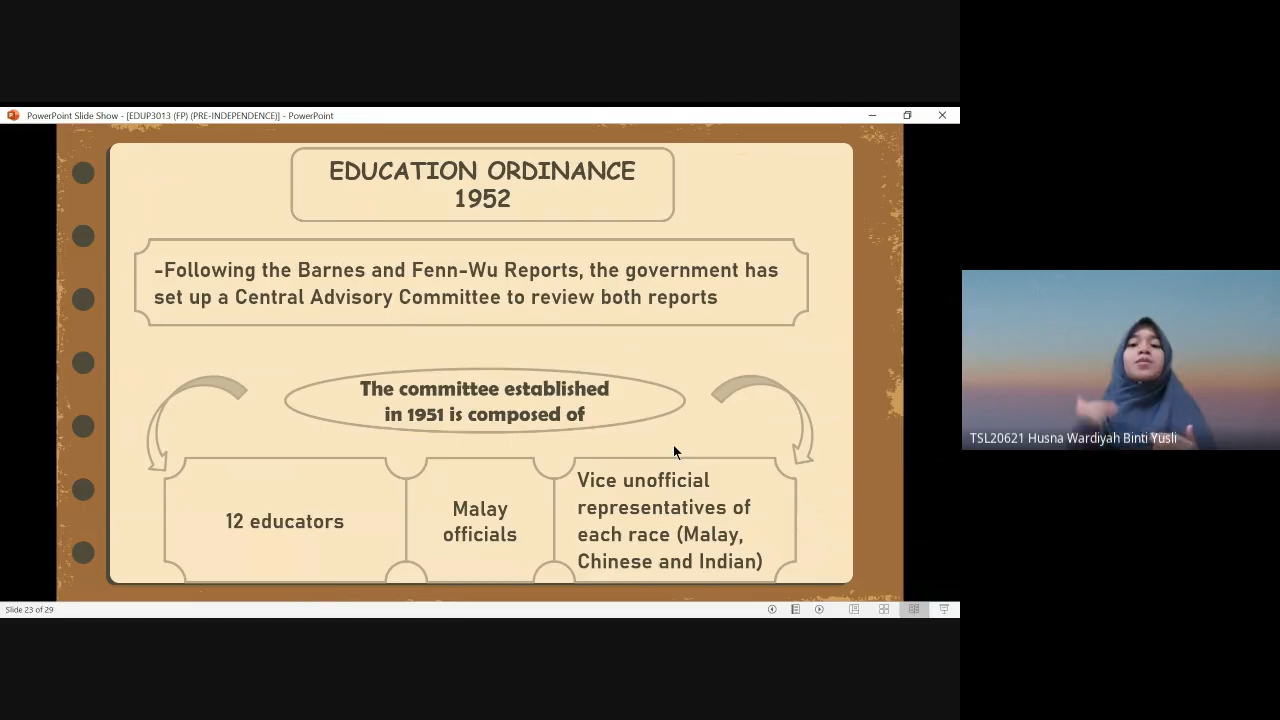 PowerPoint Slide Show - [EDUP3013 (FP) (PRE-INDEPENDENCE)] - PowerPoint
EDUCATION ORDINANCE
1952
-Following the Barnes and Fenn-Wu Reports, the government has
set up a Central Advisory Committee to review both reports
The committee established
in 1951 is composed of
12 educators
Malay
officials
Vice unofficial
representatives of
each race (Malay,
Chinese and Indian)
TSL20621 Husna Wardiyah Binti Yusli
Slide 23 of 29